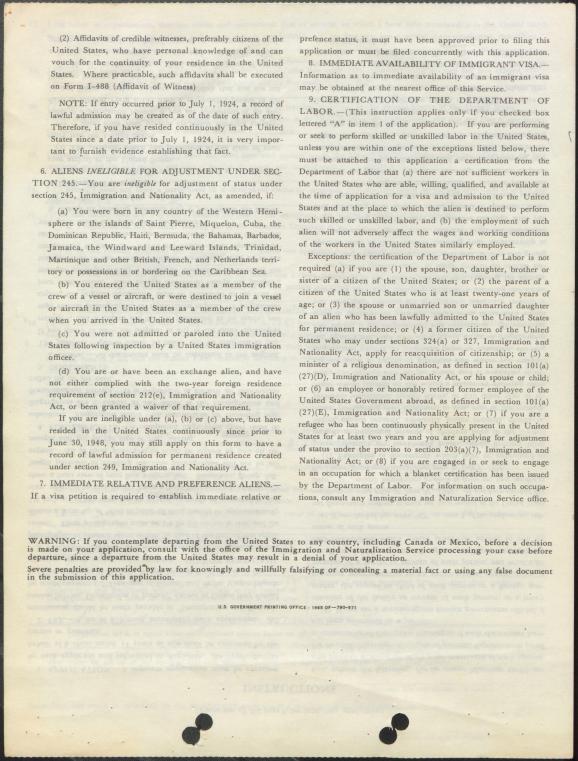 (2) Affidavits of credible witnesses, preferably citizens of the
United States, who have personal knowledge of and can
vouch for the continuity of your residence in the United
States. Where practicable, such affidavits shall be executed
on Form I-488 (Affidavit of Witness)
NOTE: If entry occurred prior to July 1, 1924, a record of
lawful admission may be created as of the date of such entry.
Therefore, if you have resided continuously in the United
States since a date prior to July 1, 1924, it is very impor-
tant to furnish evidence establishing that fact.
6. ALIENS INELIGIBLE FOR ADJUSTMENT UNDER SEC-
TION 245.—You are ineligible for adjustment of status under
section 245, Immigration and Nationality Act, as amended, if:
(a) You were born in any country of the Western Hemi-
sphere or the islands of Saint Pierre, Miquelon, Cuba, the
Dominican Republic, Haiti, Bermuda, the Bahamas, Barbados,
Jamaica, the Windward and Leeward Islands, Trinidad,
Martinique and other British, French, and Netherlands terri-
tory or possessions in or bordering on the Caribbean Sea.
(b) You entered the United States as a member of the
crew of a vessel or aircraft, or were destined to join a vessel
or aircraft in the United States as a member of the crew
when you arrived in the United States.
(c) You were not admitted or paroled into the United
States following inspection by a United States immigration
officer.
(d) You are or have been an exchange alien, and have
not either complied with the two-year foreign residence
requirement of section 212(e), Immigration and Nationality
Act, or been granted a waiver of that requirement.
If you are ineligible under (a), (b) or (c) above, but have
resided in the United States continuously since prior to
June 30, 1948, you may still apply on this form to have a
record of lawful admission for permanent residence created
under section 249, Immigration and Nationality Act.
7. IMMEDIATE RELATIVE AND PREFERENCE ALIENS.—
If a visa petition is required to establish immediate relative or
prefence status, it must have been approved prior to filing this
application or must be filed concurrently with this application.
8. IMMEDIATE AVAILABILITY OF IMMIGRANT VISA.—
Information as to immediate availability of an immigrant visa
may be obtained at the nearest office of this Service.
9. CERTIFICATION OF THE DEPARTMENT OF
LABOR.—(This instruction applies only if you checked box
lettered "A" in item 1 of the application). If you are performing
or seek to perform skilled or unskilled labor in the United States,
unless you are within one of the exceptions listed below, there
must be attached to this application a certification from the
Department of Labor that (a) there are not sufficient workers in
the United States who are able, willing, qualified, and available at
the time of application for a visa and admission to the United
States and at the place to which the alien is destined to perform
such skilled or unskilled labor, and (b) the employment of such
alien will not adversely affect the wages and working conditions
of the workers in the United States similarly employed.
Exceptions: the certification of the Department of Labor is not
required (a) if you are (1) the spouse, son, daughter, brother or
sister of a citizen of the United States; or (2) the parent of a
citizen of the United States who is at least twenty-one years of
age; or (3) the spouse or unmarried son or unmarried daughter
of an alien who has been lawfully admitted to the United States
for permanent residence; or (4) a former citizen of the United
States who may under sections 324(a) or 327, Immigration and
Nationality Act, apply for reacquisition of citizenship; or (5) a
minister of a religious denomination, as defined in section 101(a)
(27)(D), Immigration and Nationality Act, or his spouse or child;
or (6) an employee or honorably retired former employee of the
United States Government abroad, as defined in section 101(a)
(27)(E), Immigration and Nationality Act; or (7) if you are a
refugee who has been continuously physically present in the United
States for at least two years and you are applying for adjustment
of status under the proviso to section 203(a)(7), Immigration and
Nationality Act; or (8) if you are engaged in or seek to engage
in an occupation for which a blanket certification has been issued
by the Department of Labor. For information on such occupa-
tions, consult any Immigration and Naturalization Service office.
WARNING: If you contemplate departing from the United States to any country, including Canada or Mexico, before a decision
is made on your application, consult with the office of the Immigration and Naturalization Service processing your case before
departure, since a departure from the United States may result in a denial of your application.
Severe penalties are provided by law for knowingly and willfully falsifying or concealing a material fact or using any false document
in the submission of this application.
U.S. GOVERNMENT PRINTING OFFICE : 1965 OF—790-971